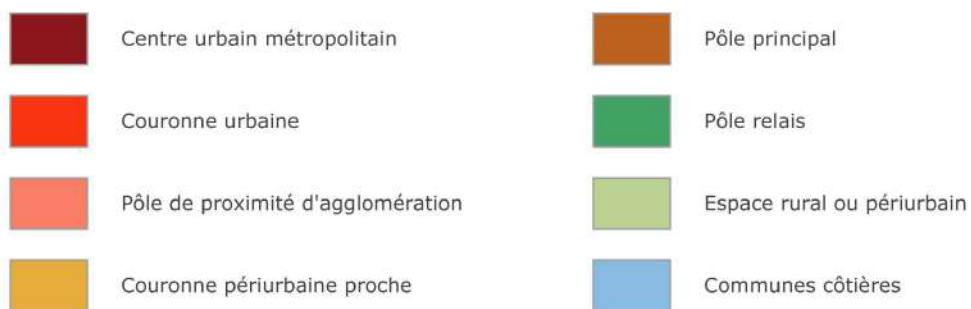 Centre urbain métropolitain
Couronne urbaine
Pôle de proximité d'agglomération
Couronne périurbaine proche
Pôle principal
Pôle relais
Espace rural ou périurbain
Communes côtières